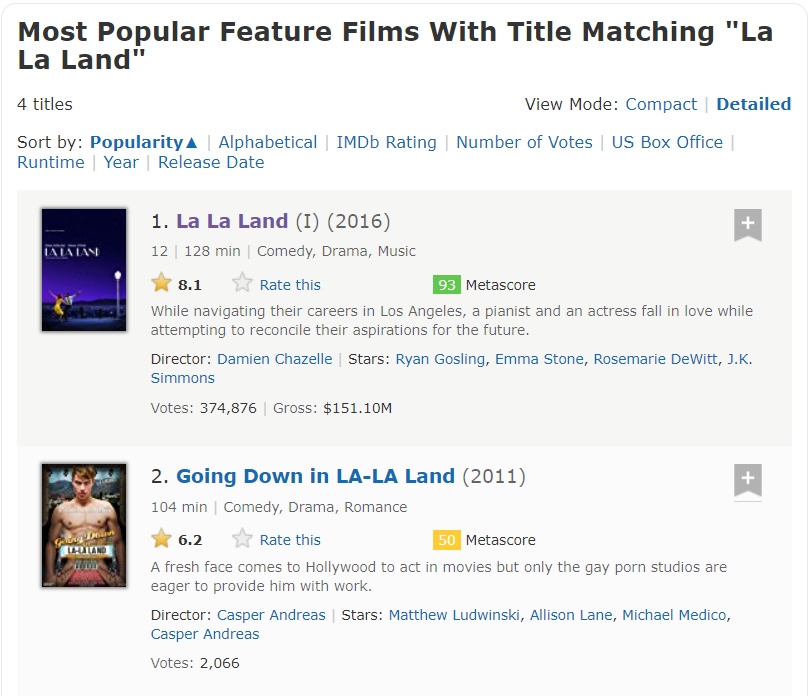 Most Popular Feature Films With Title Matching "La
La Land"
4 titles
View Mode: Compact | Detailed
Sort by: Popularity▲ | Alphabetical | IMDb Rating | Number of Votes | US Box Office |
Runtime | Year | Release Date
LA LA LAND
1. La La Land (I) (2016)
12 | 128 min | Comedy, Drama, Music
8.1 Rate this 93 Metascore
While navigating their careers in Los Angeles, a pianist and an actress fall in love while
attempting to reconcile their aspirations for the future.
Director: Damien Chazelle | Stars: Ryan Gosling, Emma Stone, Rosemarie DeWitt, J.K.
Simmons
Votes: 374,876 | Gross: $151.10M
Going Down
LA-LA LAND
2. Going Down in LA-LA Land (2011)
104 min | Comedy, Drama, Romance
6.2 Rate this 50 Metascore
A fresh face comes to Hollywood to act in movies but only the gay porn studios are
eager to provide him with work.
Director: Casper Andreas | Stars: Matthew Ludwinski, Allison Lane, Michael Medico,
Casper Andreas
Votes: 2,066